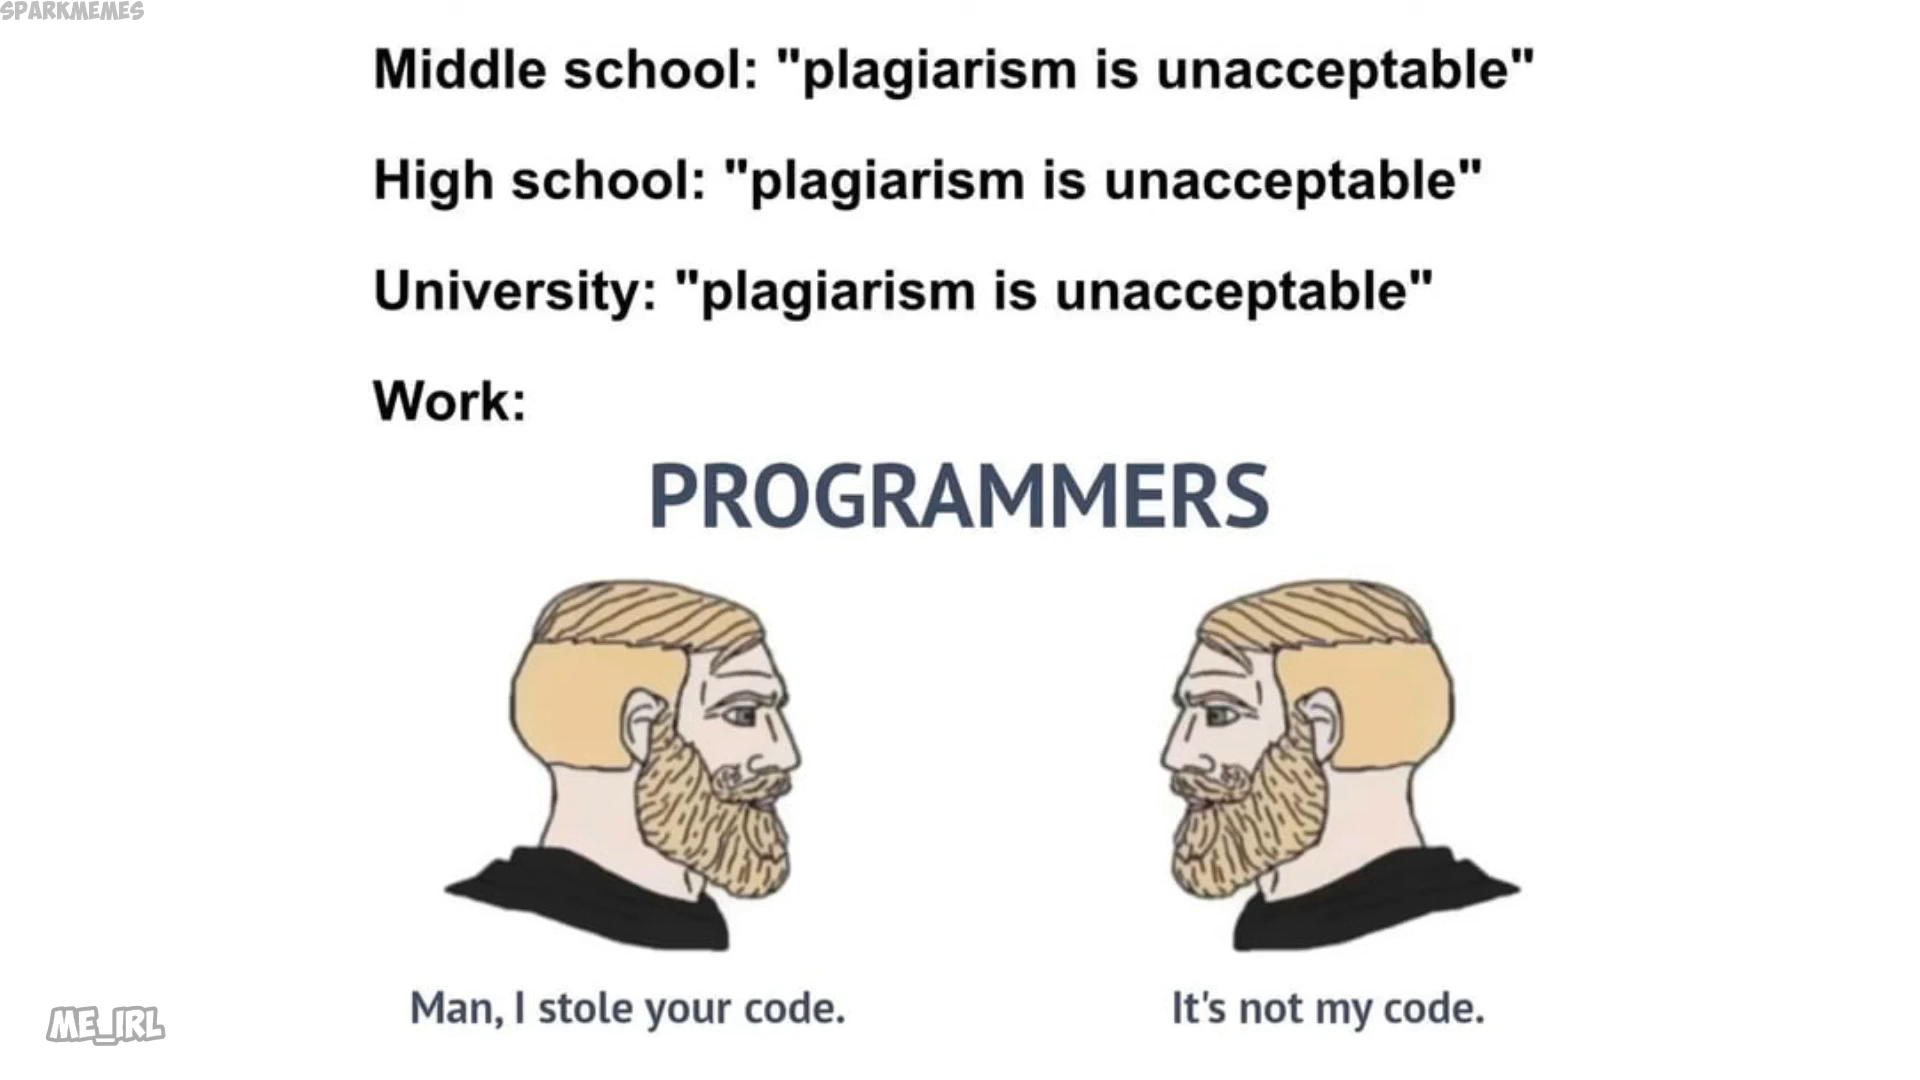 SPARKMEMES
Middle school: "plagiarism is unacceptable"
High school: "plagiarism is unacceptable"
University: "plagiarism is unacceptable"
Work:
PROGRAMMERS
Man, I stole your code.
It's not my code.
ME_IRL